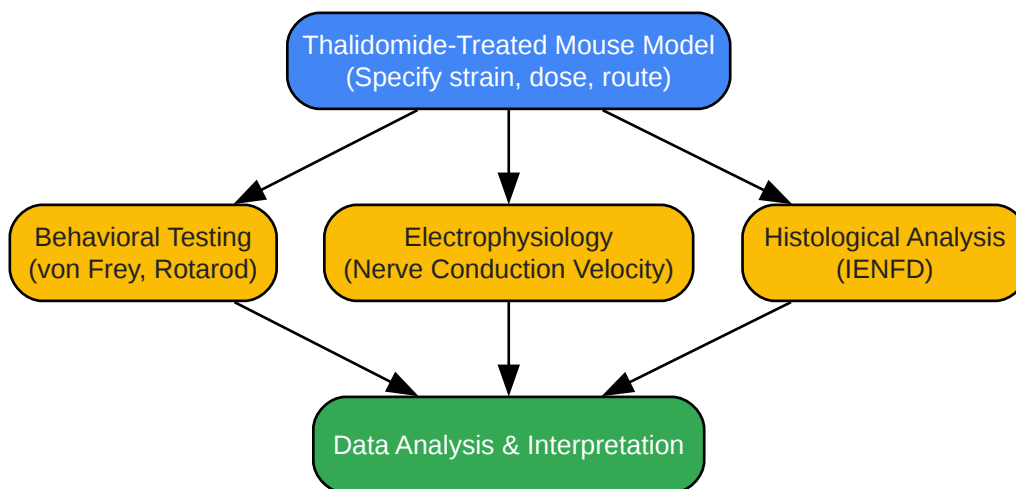 Thalidomide-Treated Mouse Model
(Specify strain, dose, route)
Behavioral Testing
(von Frey, Rotarod)
Electrophysiology
(Nerve Conduction Velocity)
Histological Analysis
(IENFD)
Data Analysis & Interpretation